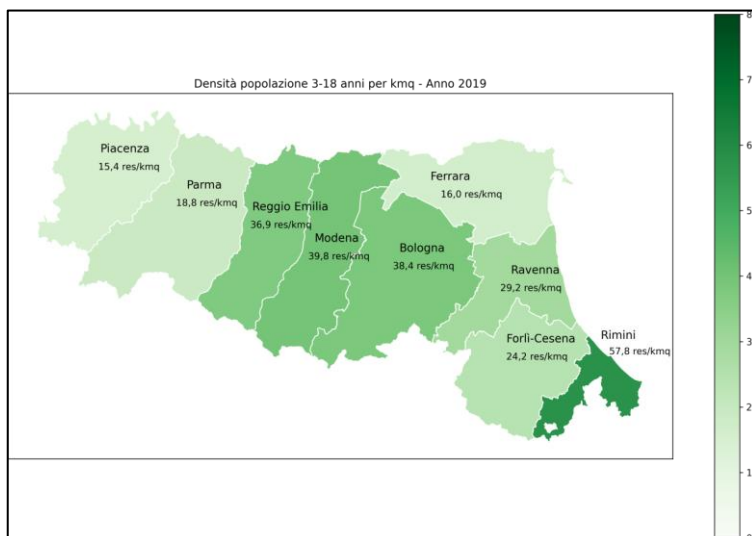 Densità popolazione 3-18 anni per kmq - Anno 2019
Piacenza
15,4 res/kmq
Parma
18,8 res/kmq
Reggio Emilia
36,9 res/kmq
Modena
39,8 res/kmq
Bologna
38,4 res/kmq
Ferrara
16,0 res/kmq
Ravenna
29,2 res/kmq
Forlì-Cesena
24,2 res/kmq
Rimini
57,8 res/kmq
8
7
6
5
4
3
2
1